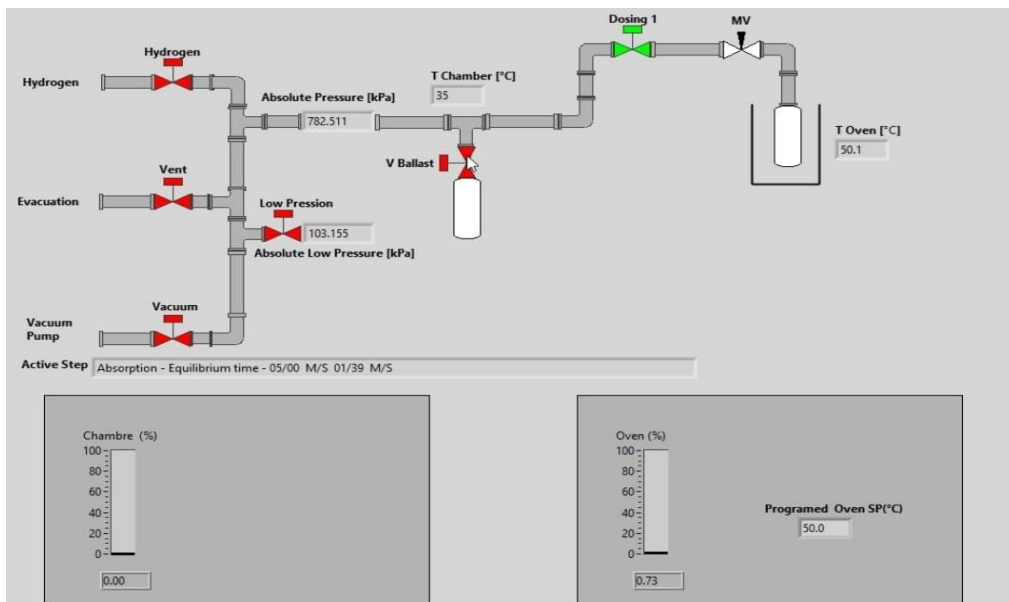 Dosing 1
MV
Hydrogen
Hydrogen
T Chamber [°C]
35
Absolute Pressure [kPa]
782.511
T Oven [°C]
50.1
V Ballast
Vent
Evacuation
Low Pression
103.155
Absolute Low Pressure [kPa]
Vacuum
Vacuum
Pump
Active Step
Absorption - Equilibrium time - 05/00 M/S 01/39 M/S
Chambre (%)
100
80
60
40
20
0
0.00
Oven (%)
100
80
60
40
20
0
0.73
Programed Oven SP(°C)
50.0